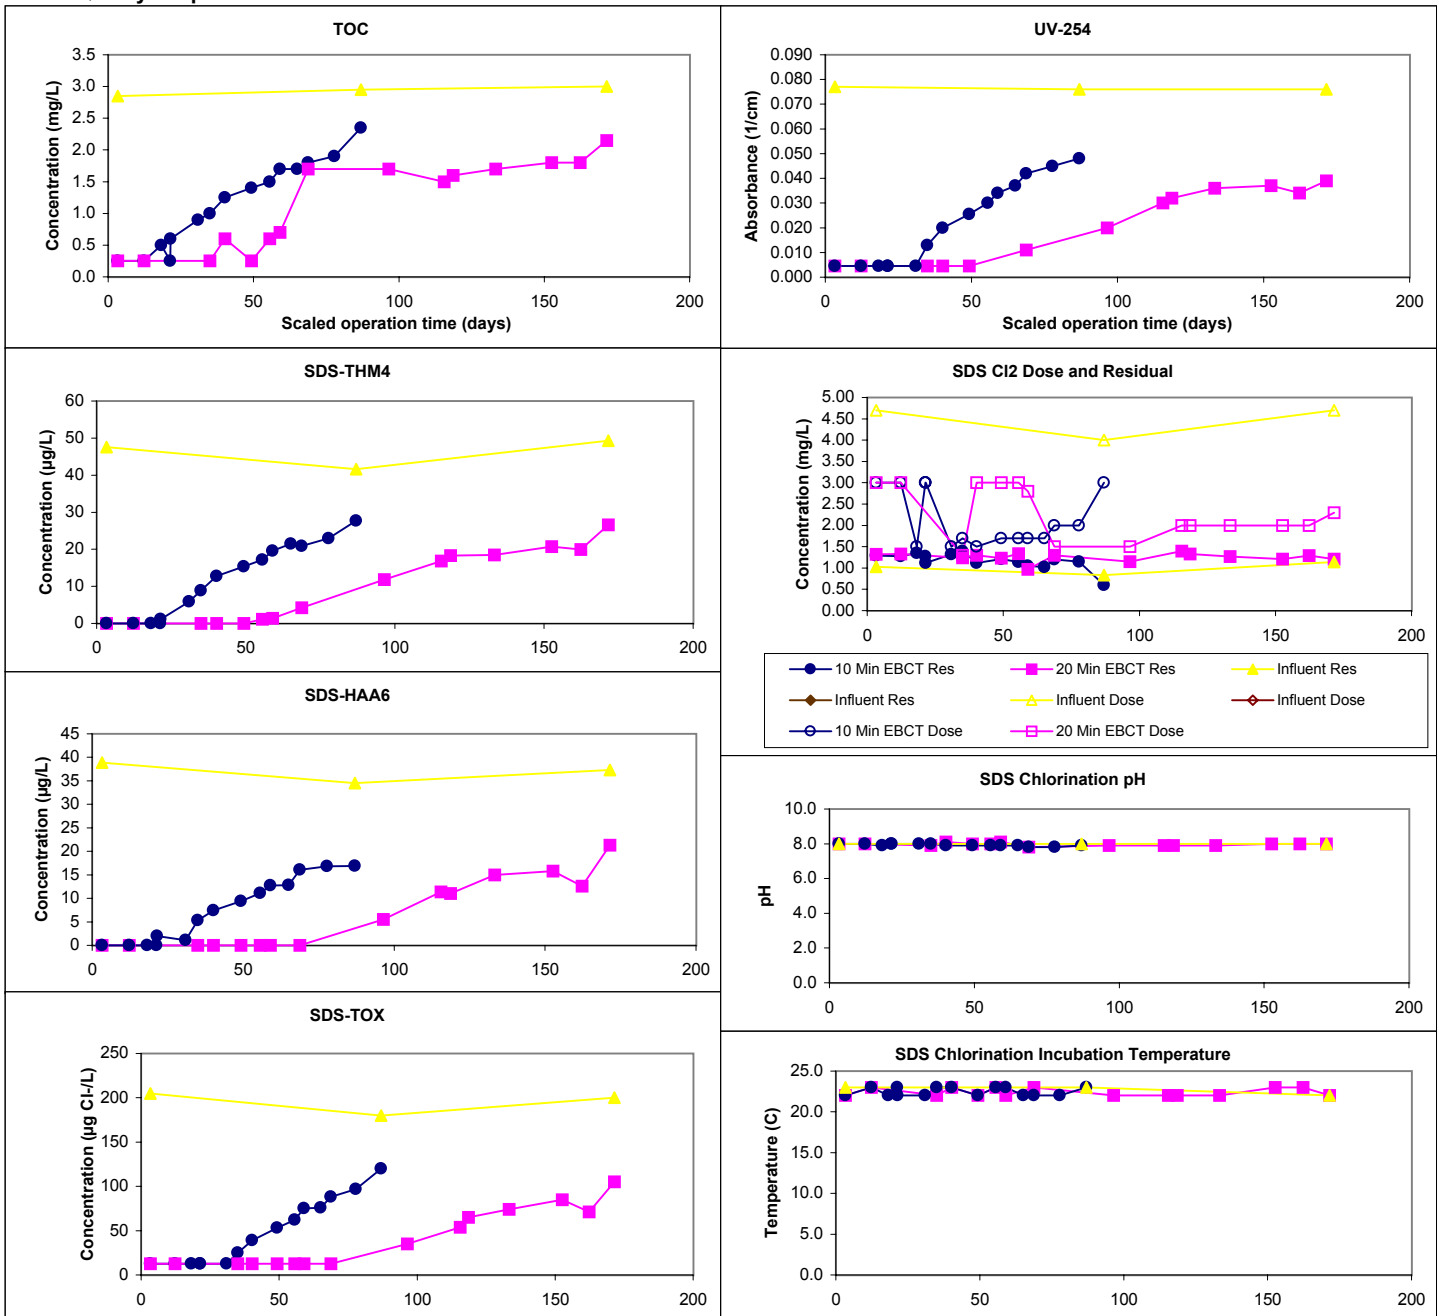 TOC
3.5
3.0
2.5
2.0
1.5
1.0
0.5
0.0
Concentration (mg/L)
0 50 100 150 200
Scaled operation time (days)
UV-254
0.090
0.080
0.070
0.060
0.050
0.040
0.030
0.020
0.010
0.000
Absorbance (1/cm)
0 50 100 150 200
Scaled operation time (days)
SDS-THM4
60
50
40
30
20
10
0
Concentration (µg/L)
0 50 100 150 200
SDS Cl2 Dose and Residual
5.00
4.50
4.00
3.50
3.00
2.50
2.00
1.50
1.00
0.50
0.00
Concentration (mg/L)
0 50 100 150 200
10 Min EBCT Res 20 Min EBCT Res Influent Res
Influent Res Influent Dose Influent Dose
10 Min EBCT Dose 20 Min EBCT Dose
SDS-HAA6
45
40
35
30
25
20
15
10
5
0
Concentration (µg/L)
0 50 100 150 200
SDS Chlorination pH
10.0
8.0
6.0
4.0
2.0
0.0
pH
0 50 100 150 200
SDS-TOX
250
200
150
100
50
0
Concentration (µg Cl-/L)
0 50 100 150 200
SDS Chlorination Incubation Temperature
25.0
20.0
15.0
10.0
5.0
0.0
Temperature (C)
0 50 100 150 200